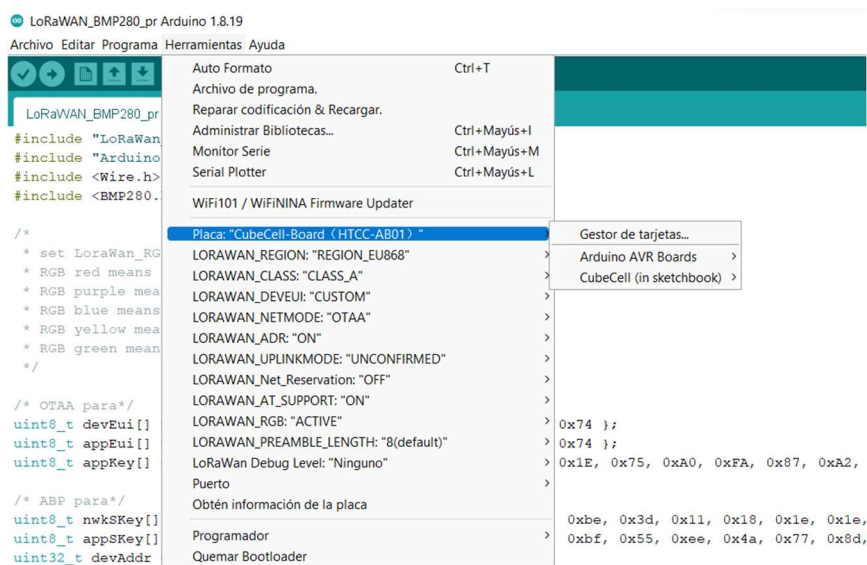 LoRaWAN_BMP280_pr Arduino 1.8.19
Archivo Editar Programa Herramientas Ayuda
LoRaWAN_BMP280_pr
#include "LoRaWan
#include "Arduino
#include <Wire.h>
#include <BMP280.
/*
* set LoraWan_RG
* RGB red means
* RGB purple mea
* RGB blue means
* RGB yellow mea
* RGB green mean
*/
/* OTAA para*/
uint8_t devEui[] 0x74 };
uint8_t appEui[] 0x74 };
uint8_t appKey[] 0x1E, 0x75, 0xA0, 0xFA, 0x87, 0xA2,
/* ABP para*/
uint8_t nwkSKey[] 0xbe, 0x3d, 0x11, 0x18, 0x1e, 0x1e,
uint8_t appSKey[] 0xbf, 0x55, 0xee, 0x4a, 0x77, 0x8d,
uint32_t devAddr
Auto Formato Ctrl+T
Archivo de programa.
Reparar codificación & Recargar.
Administrar Bibliotecas... Ctrl+Mayús+I
Monitor Serie Ctrl+Mayús+M
Serial Plotter Ctrl+Mayús+L
WiFi101 / WiFiNINA Firmware Updater
Placa: "CubeCell-Board（HTCC-AB01）"
LORAWAN_REGION: "REGION_EU868"
LORAWAN_CLASS: "CLASS_A"
LORAWAN_DEVEUI: "CUSTOM"
LORAWAN_NETMODE: "OTAA"
LORAWAN_ADR: "ON"
LORAWAN_UPLINKMODE: "UNCONFIRMED"
LORAWAN_Net_Reservation: "OFF"
LORAWAN_AT_SUPPORT: "ON"
LORAWAN_RGB: "ACTIVE"
LORAWAN_PREAMBLE_LENGTH: "8(default)"
LoRaWan Debug Level: "Ninguno"
Puerto
Obtén información de la placa
Programador
Quemar Bootloader
Gestor de tarjetas...
Arduino AVR Boards
CubeCell (in sketchbook)